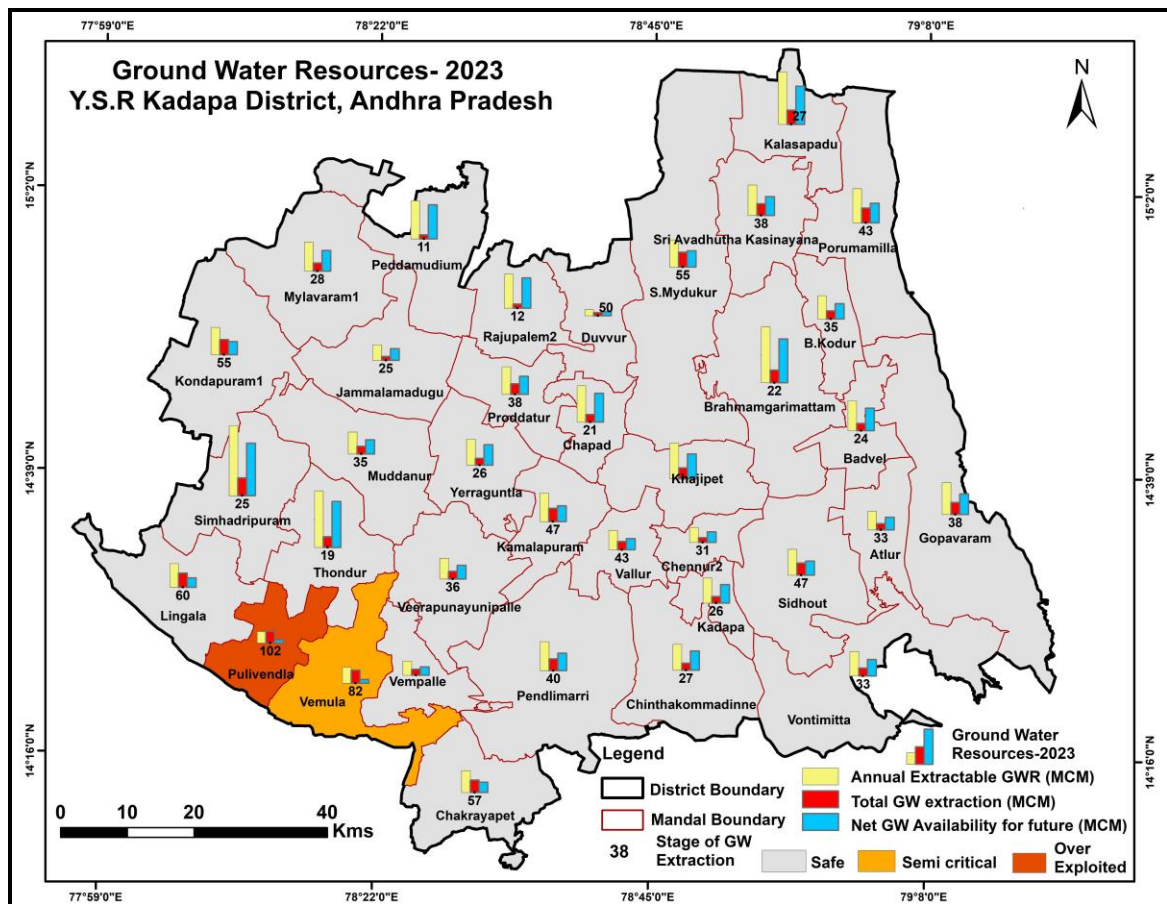 77°59'0"E 78°22'0"E 78°45'0"E 79°8'0"E
Ground Water Resources- 2023
Y.S.R Kadapa District, Andhra Pradesh
N
15°2'0"N
15°2'0"N
14°39'0"N
14°39'0"N
14°16'0"N
14°16'0"N
27
Kalasapadu
38
Sri Avadhutha Kasinayana
43
Porumamilla
11
Peddamudium
28
Mylavaram1
55
S.Mydukur
12
Rajupalem2
50
Duvvur
35
B.Kodur
55
Kondapuram1
25
Jammalamadugu
38
Proddatur
22
Brahmamgarimattam
21
Chapad
24
Badvel
35
Muddanur
26
Yerraguntla
Khajipet
25
Simhadripuram
38
Gopavaram
47
Kamalapuram
33
Atlur
19
Thondur
43
Vallur
31
Chennur2
36
Veerapunayunipalle
47
Sidhout
60
Lingala
26
Kadapa
102
Pulivendla
82
Vemula
Vempalle
40
Pendlimarri
27
Chinthakommadinne
33
Vontimitta
57
Chakrayapet
Legend
District Boundary
Mandal Boundary
38 Stage of GW
Extraction
Ground Water
Resources-2023
Annual Extractable GWR (MCM)
Total GW extraction (MCM)
Net GW Availability for future (MCM)
Safe
Semi critical
Over
Exploited
0 10 20 40
Kms
77°59'0"E 78°22'0"E 78°45'0"E 79°8'0"E